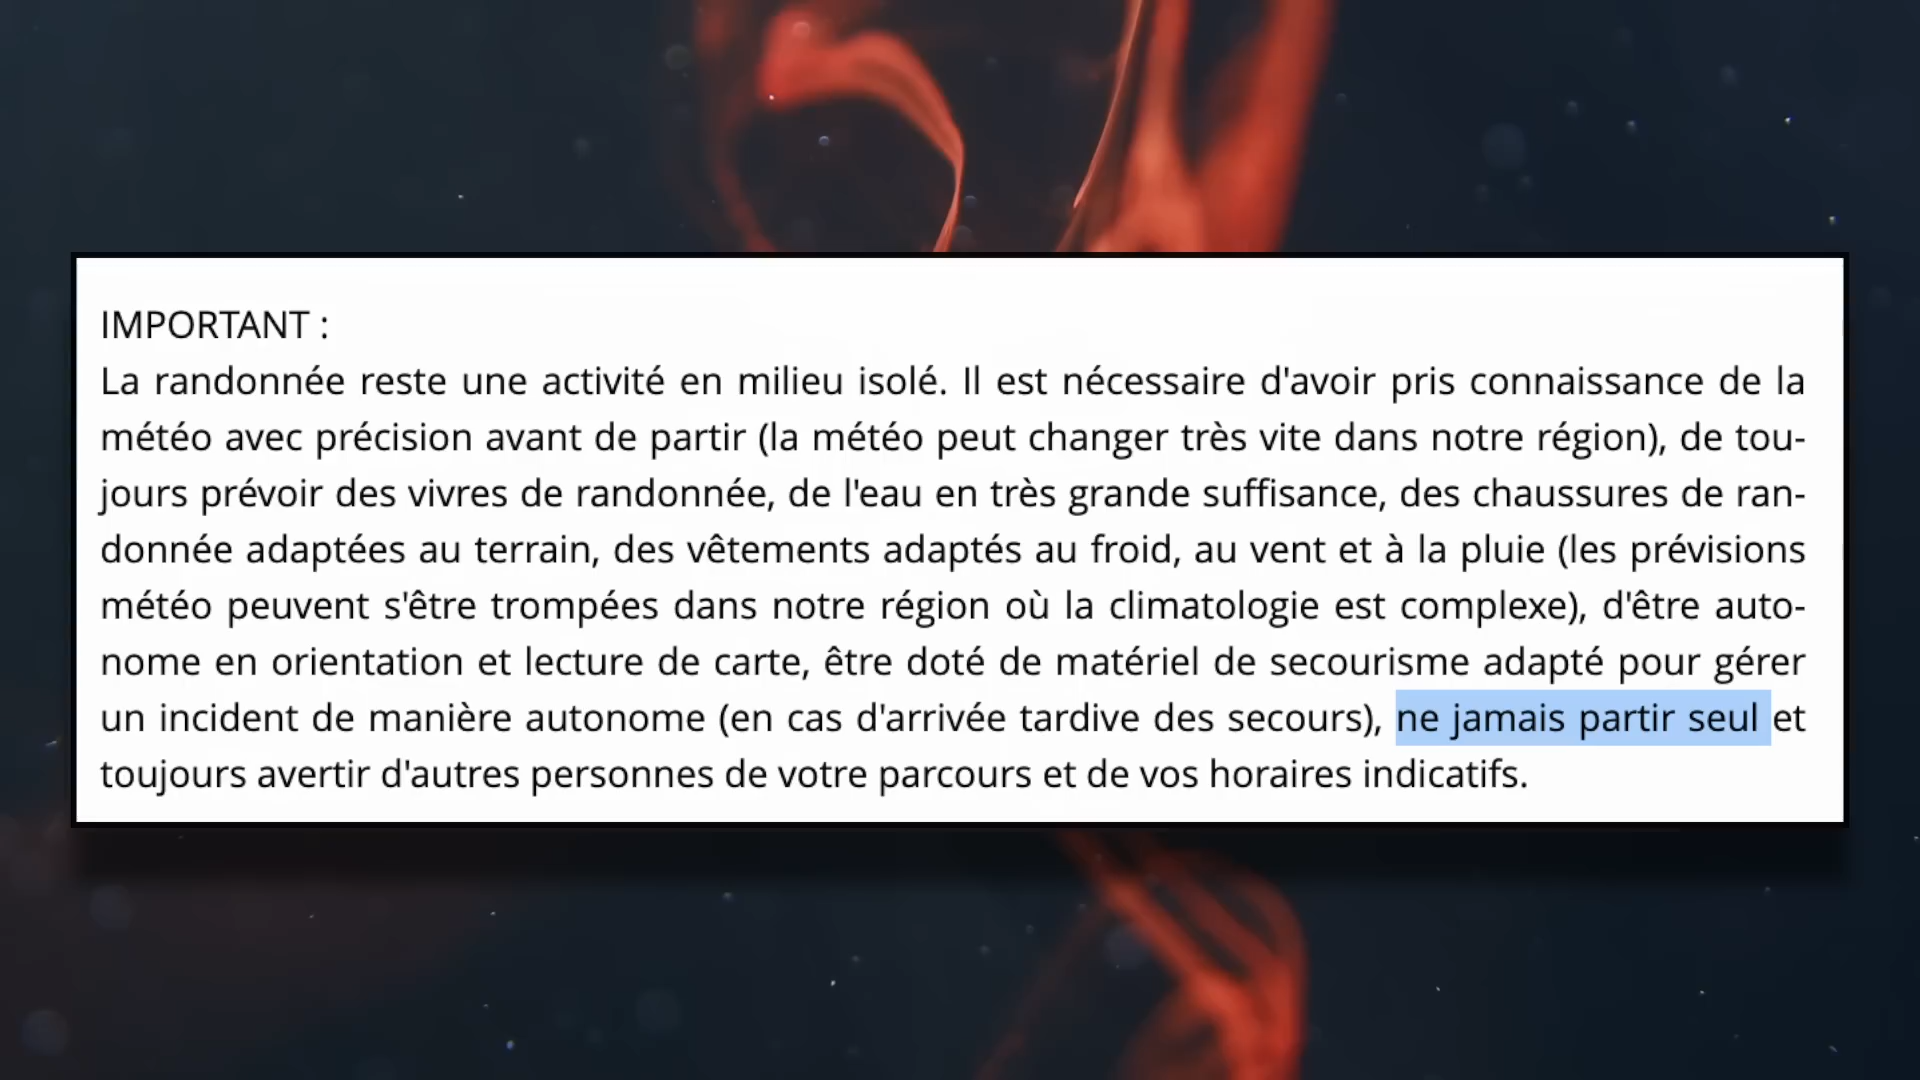 IMPORTANT :
La randonnée reste une activité en milieu isolé. Il est nécessaire d'avoir pris connaissance de la
météo avec précision avant de partir (la météo peut changer très vite dans notre région), de tou-
jours prévoir des vivres de randonnée, de l'eau en très grande suffisance, des chaussures de ran-
donnée adaptées au terrain, des vêtements adaptés au froid, au vent et à la pluie (les prévisions
météo peuvent s'être trompées dans notre région où la climatologie est complexe), d'être auto-
nome en orientation et lecture de carte, être doté de matériel de secourisme adapté pour gérer
un incident de manière autonome (en cas d'arrivée tardive des secours), ne jamais partir seul et
toujours avertir d'autres personnes de votre parcours et de vos horaires indicatifs.